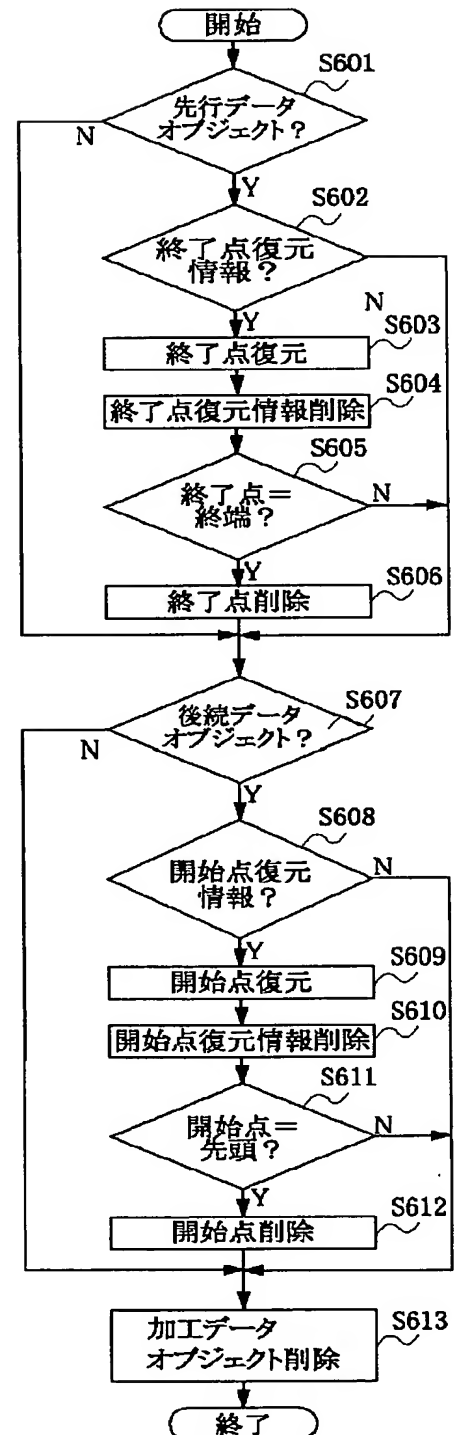 開始
S601
先行データ
オブジェクト?
N
Y
S602
終了点復元
情報?
N
Y
S603
終了点復元
S604
終了点復元情報削除
S605
終了点=
終端?
N
Y
S606
終了点削除
S607
後続データ
オブジェクト?
N
Y
S608
開始点復元
情報?
N
Y
S609
開始点復元
S610
開始点復元情報削除
S611
開始点=
先頭?
N
Y
S612
開始点削除
S613
加工データ
オブジェクト削除
終了